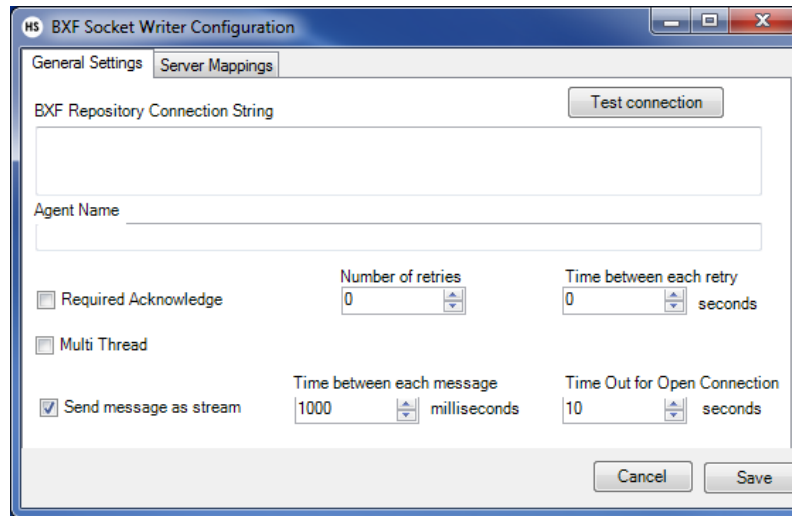 HS BXF Socket Writer Configuration
General Settings Server Mappings
Test connection
BXF Repository Connection String
Agent Name
Number of retries Time between each retry
Required Acknowledge 0 0 seconds
Multi Thread
Time between each message Time Out for Open Connection
Send message as stream 1000 milliseconds 10 seconds
Cancel Save